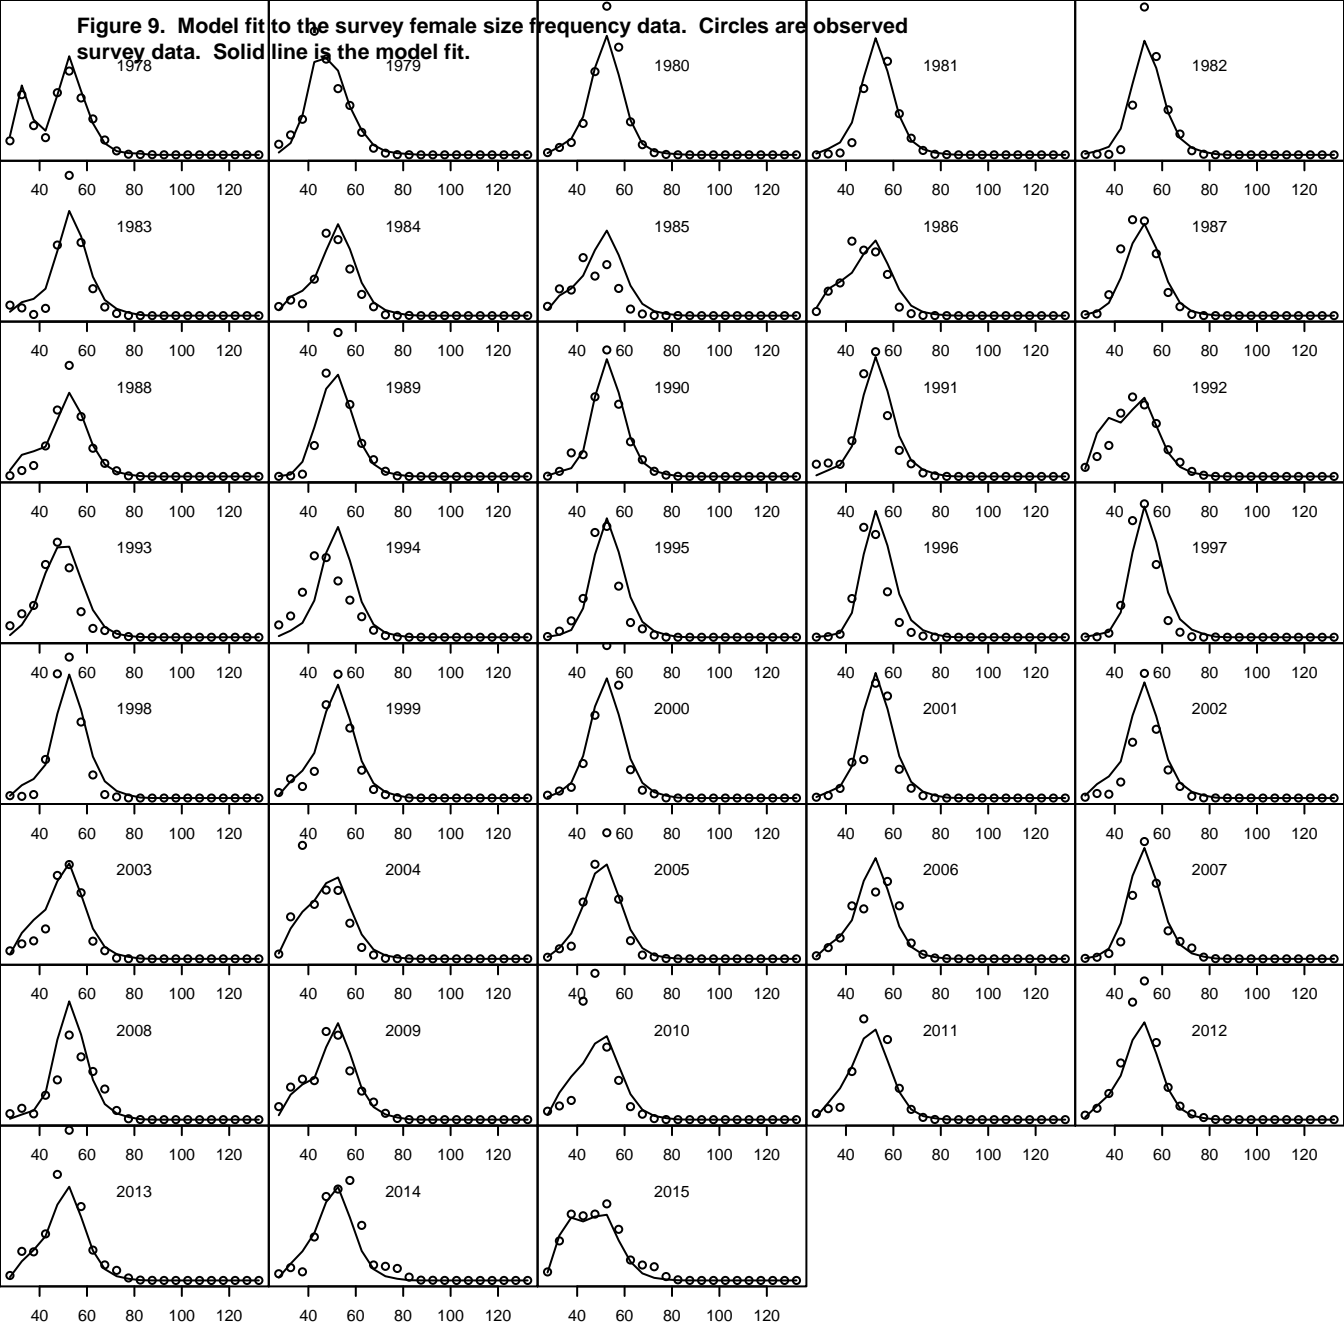 Figure 9.  Model fit to the survey female size frequency data.  Circles are observed
survey data.  Solid line is the model fit.
1978 1979 1980 1981 1982
40 60 80 100 120 40 60 80 100 120 40 60 80 100 120 40 60 80 100 120 40 60 80 100 120
1983 1984 1985 1986 1987
40 60 80 100 120 40 60 80 100 120 40 60 80 100 120 40 60 80 100 120 40 60 80 100 120
1988 1989 1990 1991 1992
40 60 80 100 120 40 60 80 100 120 40 60 80 100 120 40 60 80 100 120 40 60 80 100 120
1993 1994 1995 1996 1997
40 60 80 100 120 40 60 80 100 120 40 60 80 100 120 40 60 80 100 120 40 60 80 100 120
1998 1999 2000 2001 2002
40 60 80 100 120 40 60 80 100 120 40 60 80 100 120 40 60 80 100 120 40 60 80 100 120
2003 2004 2005 2006 2007
40 60 80 100 120 40 60 80 100 120 40 60 80 100 120 40 60 80 100 120 40 60 80 100 120
2008 2009 2010 2011 2012
40 60 80 100 120 40 60 80 100 120 40 60 80 100 120 40 60 80 100 120 40 60 80 100 120
2013 2014 2015
40 60 80 100 120 40 60 80 100 120 40 60 80 100 120